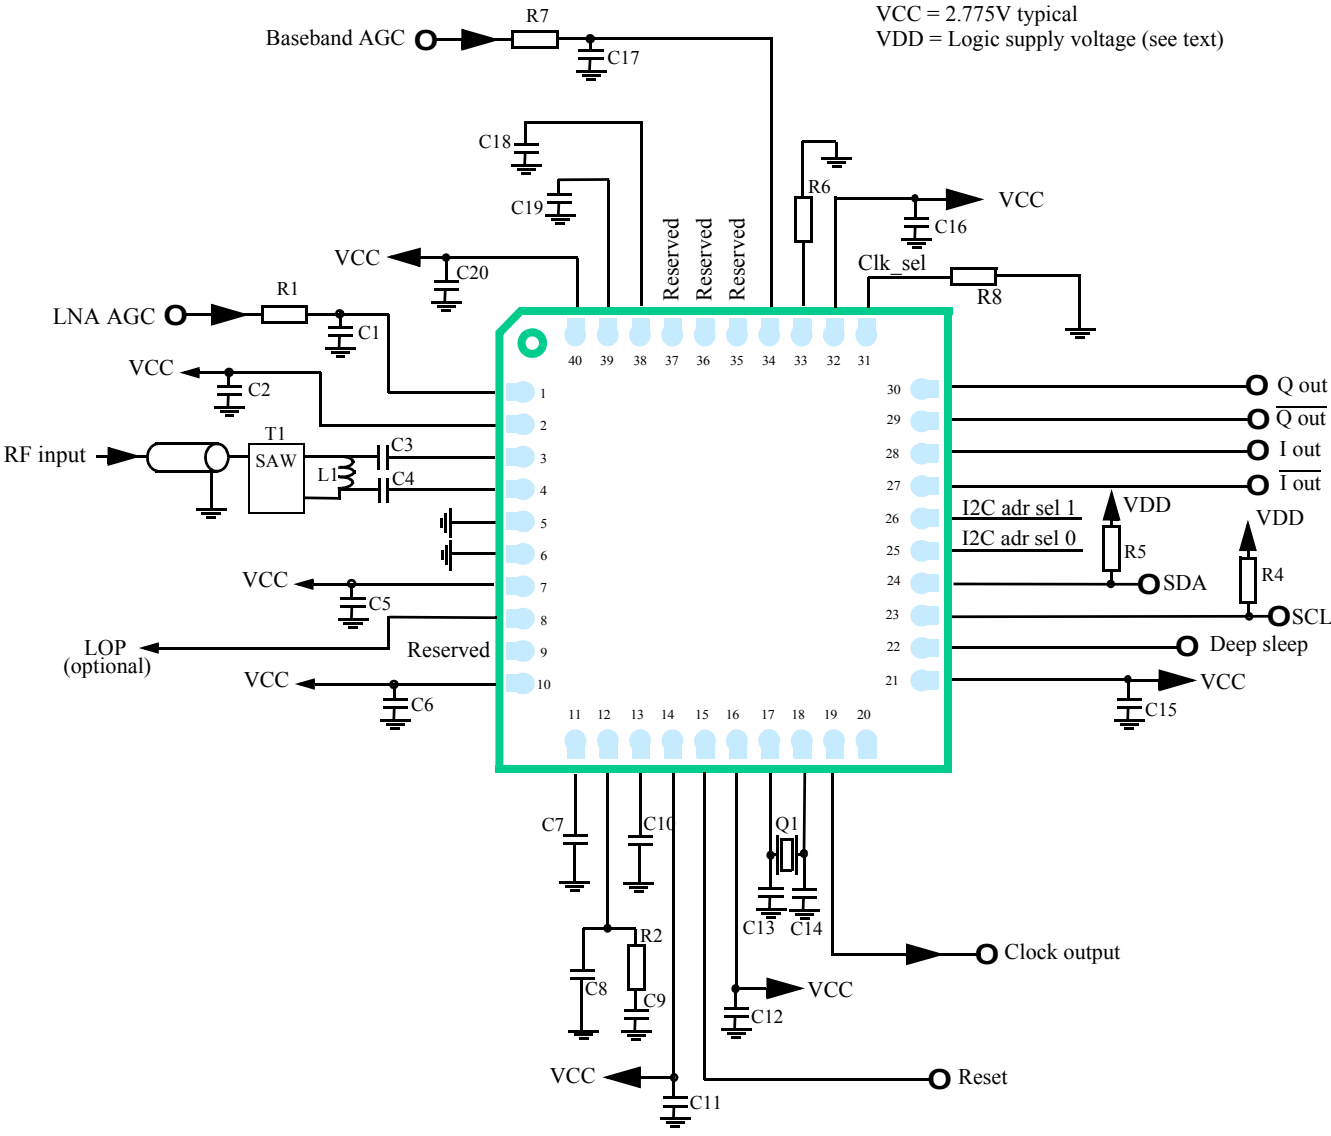 VCC = 2.775V typical
VDD = Logic supply voltage (see text)
R7
Baseband AGC
C17
C18
C19
R6
VCC
C16
Reserved
Reserved
Reserved
VCC
C20
Clk_sel
R8
R1
LNA AGC
C1
40 39 38 37 36 35 34 33 32 31
VCC
C2
1
30
Q out
2
29
Q out
T1
RF input
SAW
L1
C3
C4
3
28
I out
4
27
I out
5
26
I2C adr sel 1
VDD
VDD
6
25
I2C adr sel 0
R5
R4
VCC
C5
7
24
SDA
8
23
SCL
LOP
(optional)
Reserved
9
22
Deep sleep
VCC
C6
10
21
VCC
C15
11 12 13 14 15 16 17 18 19 20
C7
C10
Q1
C13
C14
R2
C8
C9
Clock output
VCC
C12
VCC
C11
Reset